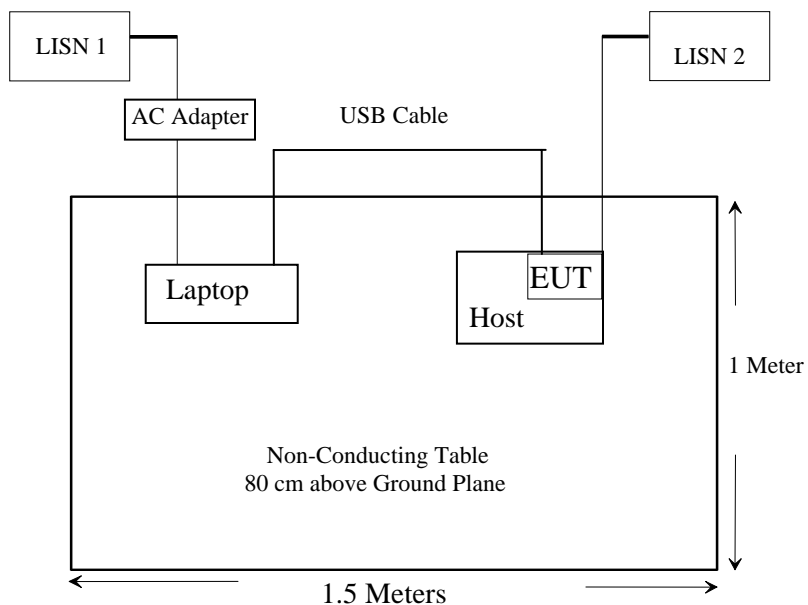 LISN 1
LISN 2
AC Adapter
USB Cable
EUT
Laptop
Host
1 Meter
Non-Conducting Table
80 cm above Ground Plane
1.5 Meters